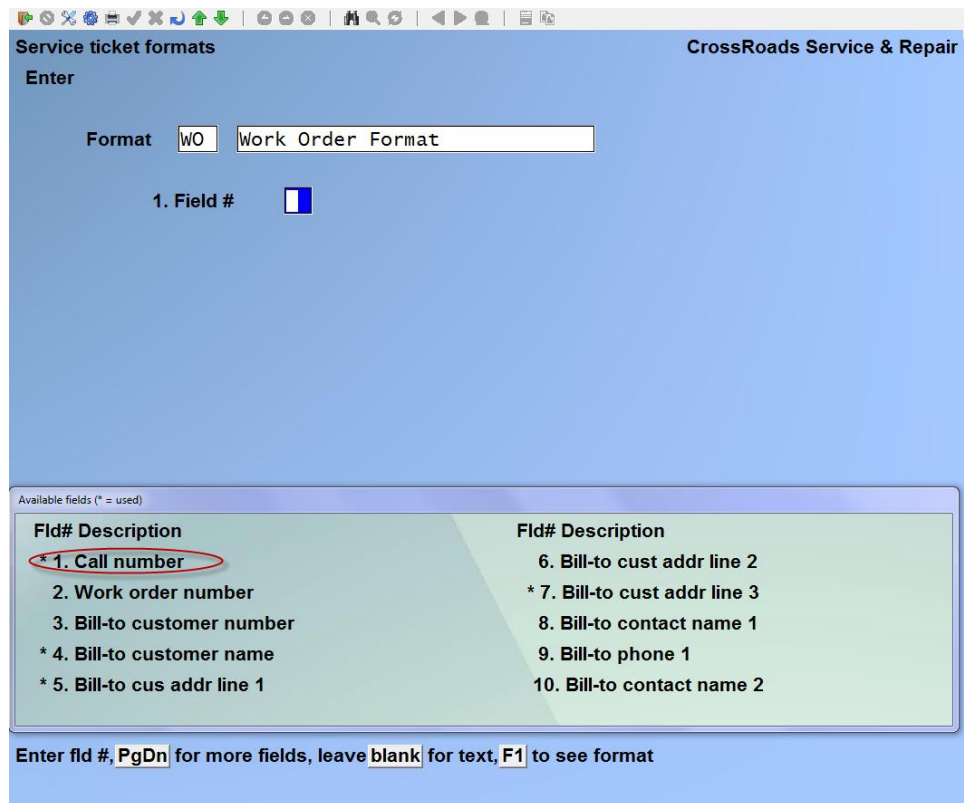 Service ticket formats CrossRoads Service & Repair
Enter
Format WO Work Order Format
1. Field #
Available fields (* = used)
Fld# Description
* 1. Call number
2. Work order number
3. Bill-to customer number
* 4. Bill-to customer name
* 5. Bill-to cus addr line 1
Fld# Description
6. Bill-to cust addr line 2
* 7. Bill-to cust addr line 3
8. Bill-to contact name 1
9. Bill-to phone 1
10. Bill-to contact name 2
Enter fld #, PgDn for more fields, leave blank for text, F1 to see format